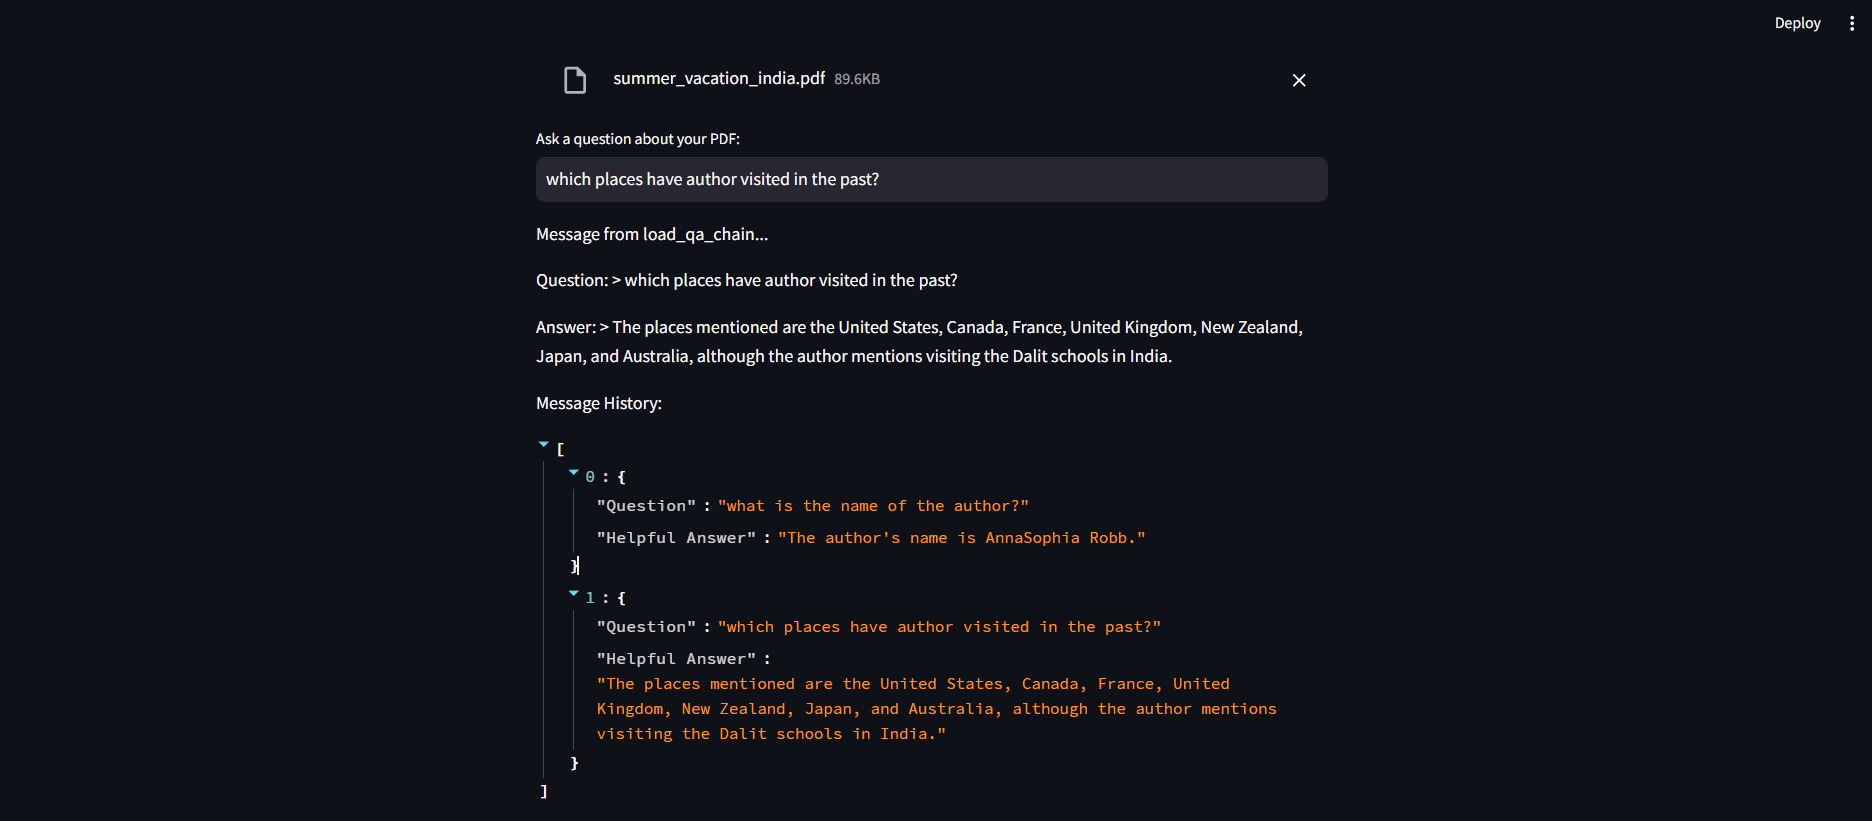 Deploy
summer_vacation_india.pdf 89.6KB
Ask a question about your PDF:
which places have author visited in the past?
Message from load_qa_chain...
Question: > which places have author visited in the past?
Answer: > The places mentioned are the United States, Canada, France, United Kingdom, New Zealand,
Japan, and Australia, although the author mentions visiting the Dalit schools in India.
Message History:
[
0 : {
"Question" : "what is the name of the author?"
"Helpful Answer" : "The author's name is AnnaSophia Robb."
}
1 : {
"Question" : "which places have author visited in the past?"
"Helpful Answer" :
"The places mentioned are the United States, Canada, France, United
Kingdom, New Zealand, Japan, and Australia, although the author mentions
visiting the Dalit schools in India."
}
]